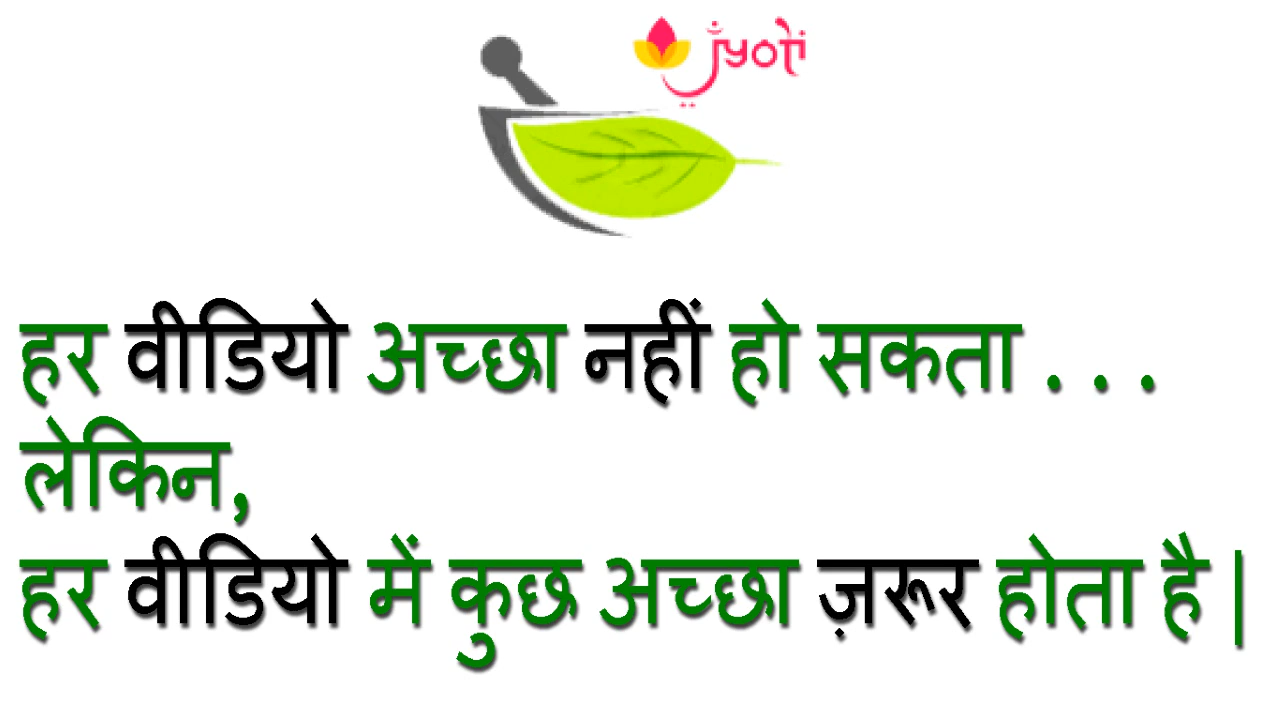 jyoti
हर वीडियो अच्छा नहीं हो सकता . . .
लेकिन,
हर वीडियो में कुछ अच्छा ज़रूर होता है |